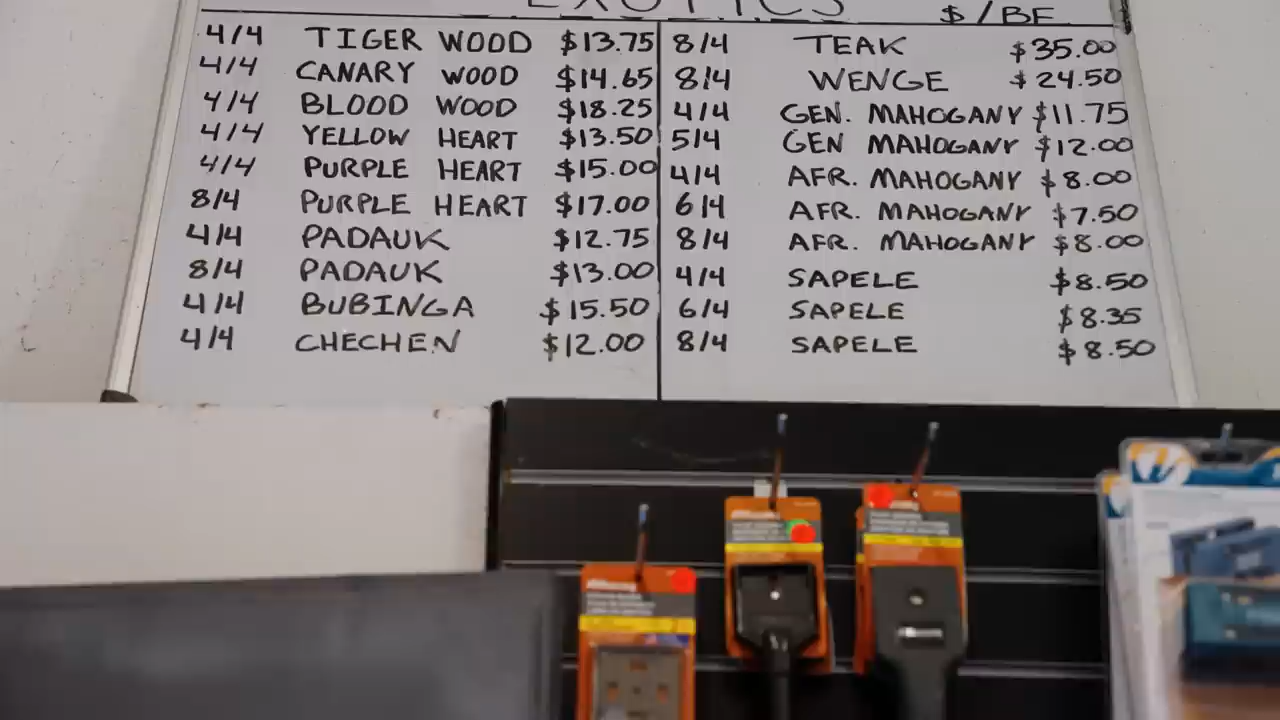 EXOTICS $/BF
4/4 TIGER WOOD $13.75
4/4 CANARY WOOD $14.65
4/4 BLOOD WOOD $18.25
4/4 YELLOW HEART $13.50
4/4 PURPLE HEART $15.00
8/4 PURPLE HEART $17.00
4/4 PADAUK $12.75
8/4 PADAUK $13.00
4/4 BUBINGA $15.50
4/4 CHECHEN $12.00
8/4 TEAK $35.00
8/4 WENGE $24.50
4/4 GEN. MAHOGANY $11.75
5/4 GEN MAHOGANY $12.00
4/4 AFR. MAHOGANY $8.00
6/4 AFR. MAHOGANY $7.50
8/4 AFR. MAHOGANY $8.00
4/4 SAPELE $8.50
6/4 SAPELE $8.35
8/4 SAPELE $8.50